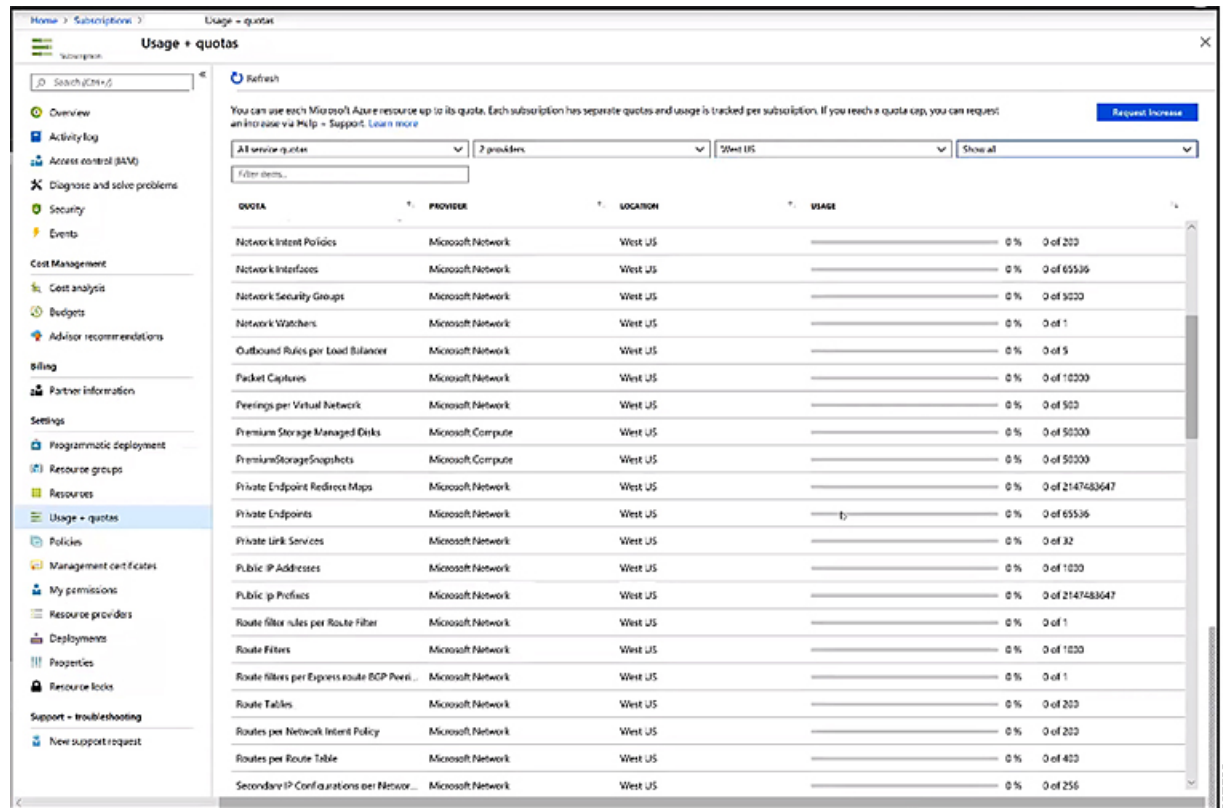 Home > Subscriptions > Usage + quotas
Usage + quotas
Subscription
Search (Ctrl+/)
«
Overview
Activity log
Access control (IAM)
Diagnose and solve problems
Security
Events
Cost Management
Cost analysis
Budgets
Advisor recommendations
Billing
Partner information
Settings
Programmatic deployment
Resource groups
Resources
Usage + quotas
Policies
Management certificates
My permissions
Resource providers
Deployments
Properties
Resource locks
Support + troubleshooting
New support request
Refresh
You can use each Microsoft Azure resource up to its quota. Each subscription has separate quotas and usage is tracked per subscription. If you reach a quota cap, you can request
an increase via Help + Support. Learn more
Request Increase
All service quotas 2 providers West US Show all
Filter items...
QUOTA PROVIDER LOCATION USAGE
Network Intent Policies Microsoft.Network West US 0 % 0 of 200
Network Interfaces Microsoft.Network West US 0 % 0 of 65536
Network Security Groups Microsoft.Network West US 0 % 0 of 5000
Network Watchers Microsoft.Network West US 0 % 0 of 1
Outbound Rules per Load Balancer Microsoft.Network West US 0 % 0 of 5
Packet Captures Microsoft.Network West US 0 % 0 of 10000
Peerings per Virtual Network Microsoft.Network West US 0 % 0 of 500
Premium Storage Managed Disks Microsoft.Compute West US 0 % 0 of 50000
PremiumStorageSnapshots Microsoft.Compute West US 0 % 0 of 50000
Private Endpoint Redirect Maps Microsoft.Network West US 0 % 0 of 2147483647
Private Endpoints Microsoft.Network West US 0 % 0 of 65536
Private Link Services Microsoft.Network West US 0 % 0 of 32
Public IP Addresses Microsoft.Network West US 0 % 0 of 1000
Public Ip Prefixes Microsoft.Network West US 0 % 0 of 2147483647
Route filter rules per Route Filter Microsoft.Network West US 0 % 0 of 1
Route Filters Microsoft.Network West US 0 % 0 of 1000
Route filters per Express route BGP Peeri... Microsoft.Network West US 0 % 0 of 1
Route Tables Microsoft.Network West US 0 % 0 of 200
Routes per Network Intent Policy Microsoft.Network West US 0 % 0 of 200
Routes per Route Table Microsoft.Network West US 0 % 0 of 400
Secondary IP Configurations per Networ... Microsoft.Network West US 0 % 0 of 256